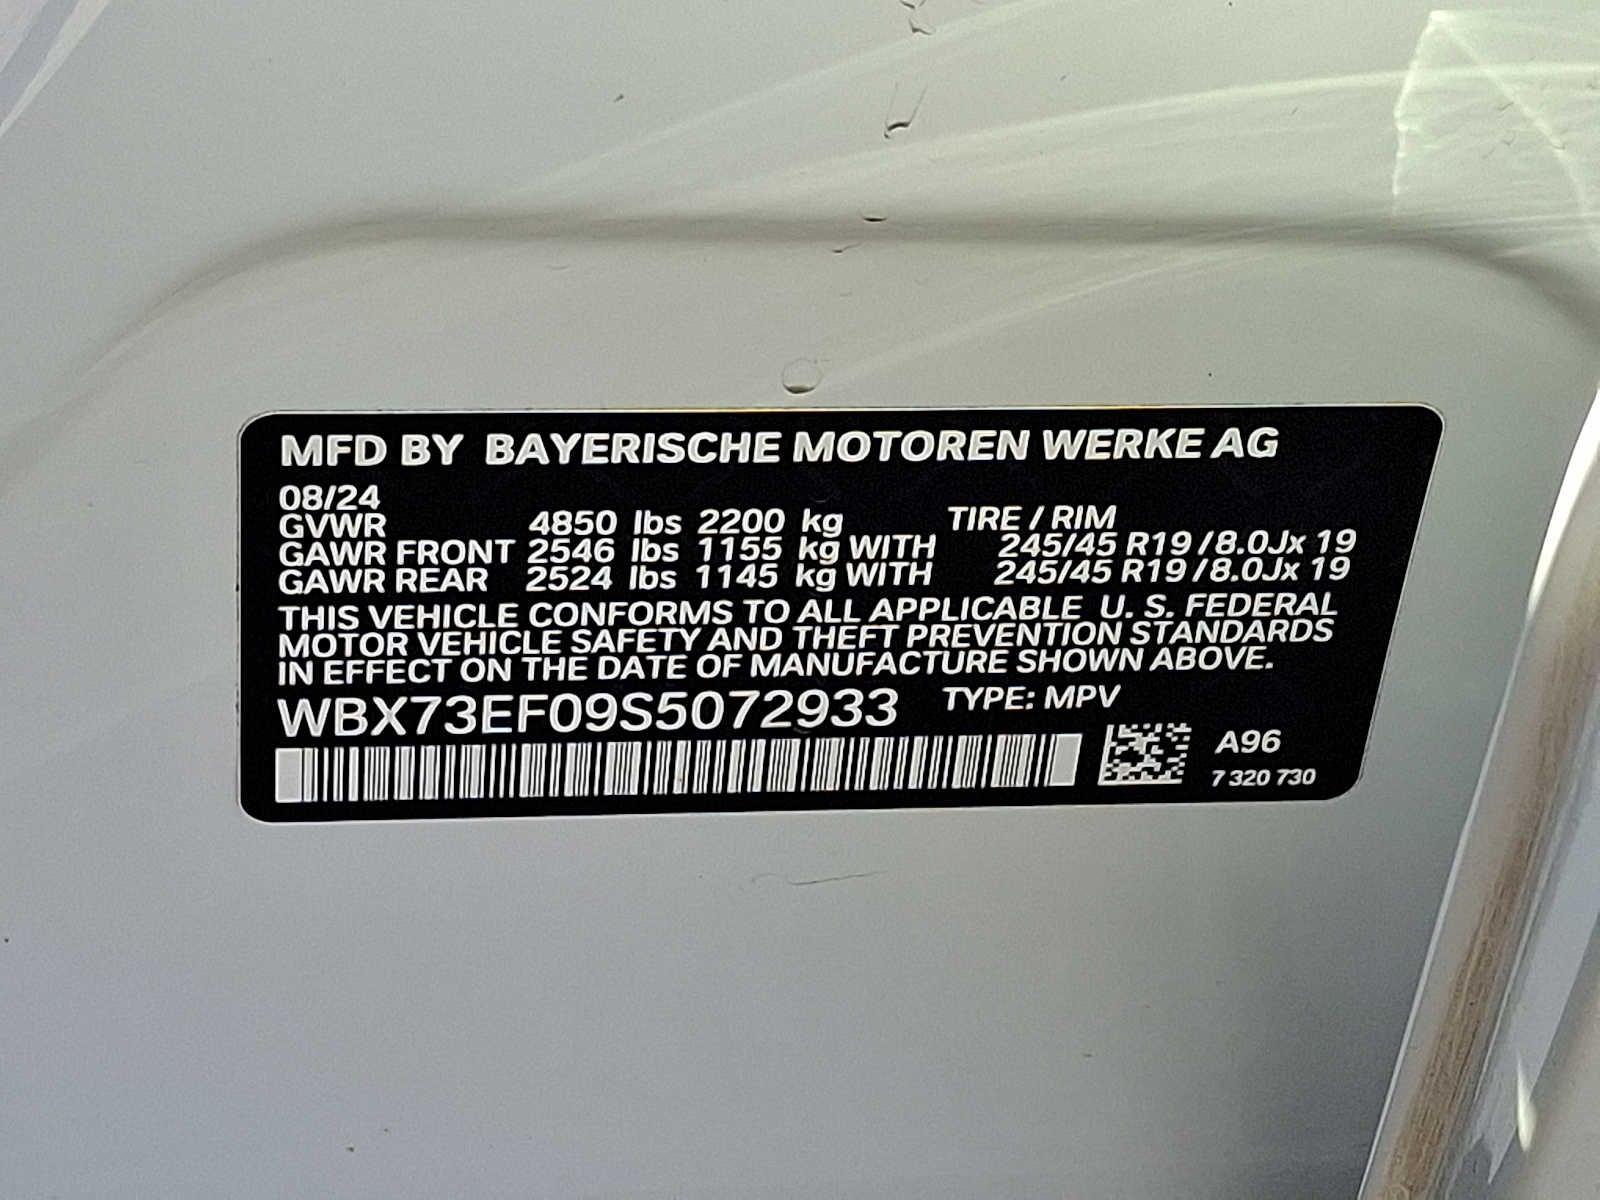 MFD BY BAYERISCHE MOTOREN WERKE AG
08/24
GVWR 4850 lbs 2200 kg TIRE / RIM
GAWR FRONT 2546 lbs 1155 kg WITH 245/45 R19 / 8.0Jx 19
GAWR REAR 2524 lbs 1145 kg WITH 245/45 R19 / 8.0Jx 19
THIS VEHICLE CONFORMS TO ALL APPLICABLE U. S. FEDERAL
MOTOR VEHICLE SAFETY AND THEFT PREVENTION STANDARDS
IN EFFECT ON THE DATE OF MANUFACTURE SHOWN ABOVE.
WBX73EF09S5072933 TYPE: MPV
A96
7 320 730